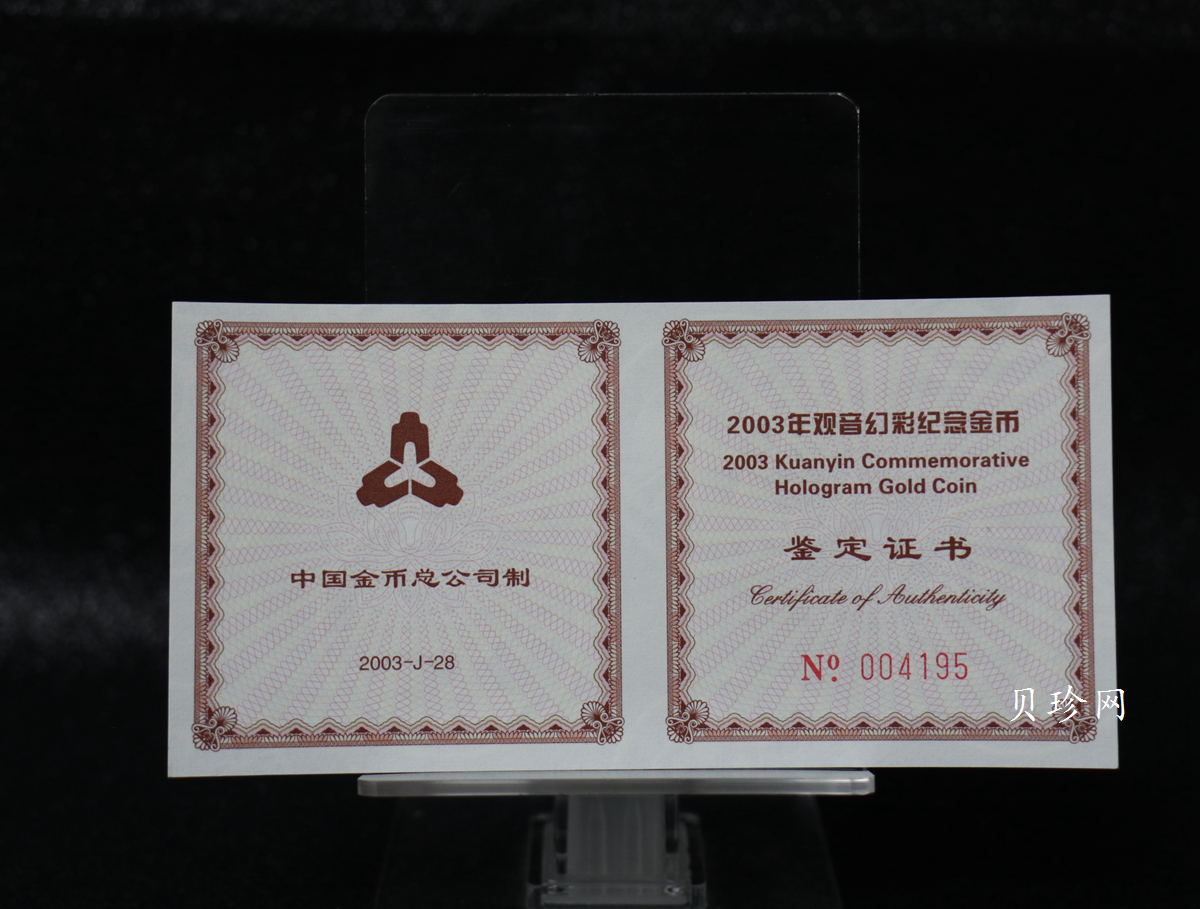 中国金币总公司制
2003-J-28
2003年观音幻彩纪念金币
2003 Kuanyin Commemorative
Hologram Gold Coin
鉴定证书
Certificate of Authenticity
Nº 004195
贝珍网